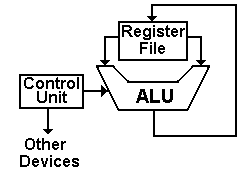 Register
File
Control
Unit
ALU
Other
Devices